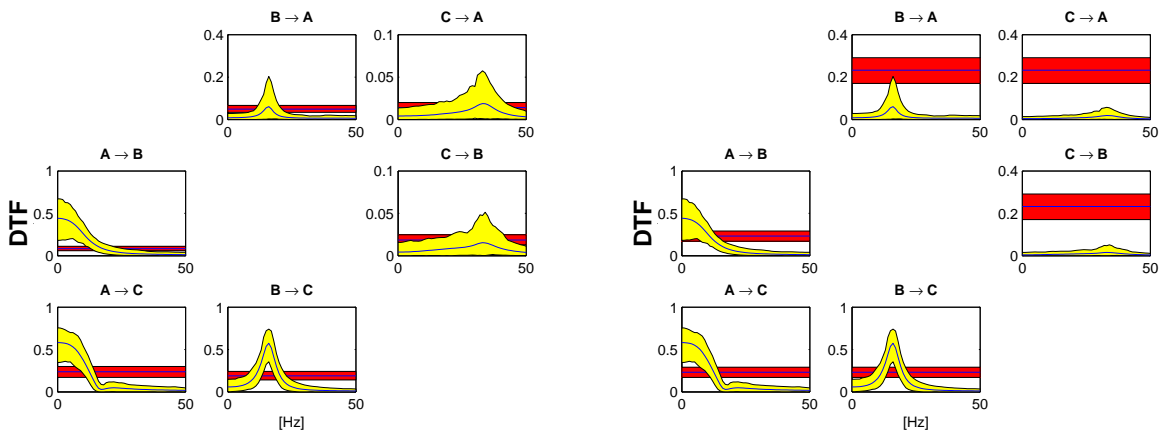 B → A C → A B → A C → A
0.4 0.1 0.4 0.4
0.2 0.05 0.2 0.2
0 0 0 0
0 50 0 50 0 50 0 50
A → B C → B A → B C → B
1 0.1 1 0.4
0.5 0.05 0.5 0.2
0 0 0 0
0 50 0 50 0 50 0 50
DTF DTF
A → C B → C A → C B → C
1 1 1 1
0.5 0.5 0.5 0.5
0 0 0 0
0 50 0 50 0 50 0 50
[Hz] [Hz]